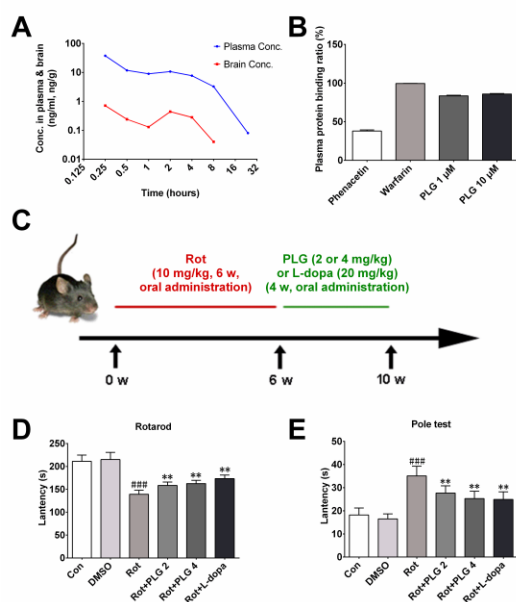 A
Conc. in plasma & brain
(ng/ml, ng/g)
100
10
1
0.1
0.01
0.125
0.25
0.5
1
2
4
8
16
32
Time (hours)
Plasma Conc.
Brain Conc.
B
Plasma protein binding ratio (%)
150
100
50
0
Phenacetin
Warfarin
PLG 1 μM
PLG 10 μM
C
Rot
(10 mg/kg, 6 w,
oral administration)
PLG (2 or 4 mg/kg)
or L-dopa (20 mg/kg)
(4 w, oral administration)
0 w
6 w
10 w
D
Rotarod
Lantency (s)
250
200
150
100
50
0
###
**
**
**
Con
DMSO
Rot
Rot+PLG 2
Rot+PLG 4
Rot+L-dopa
E
Pole test
Lantency (s)
50
40
30
20
10
0
###
**
**
**
Con
DMSO
Rot
Rot+PLG 2
Rot+PLG 4
Rot+L-dopa